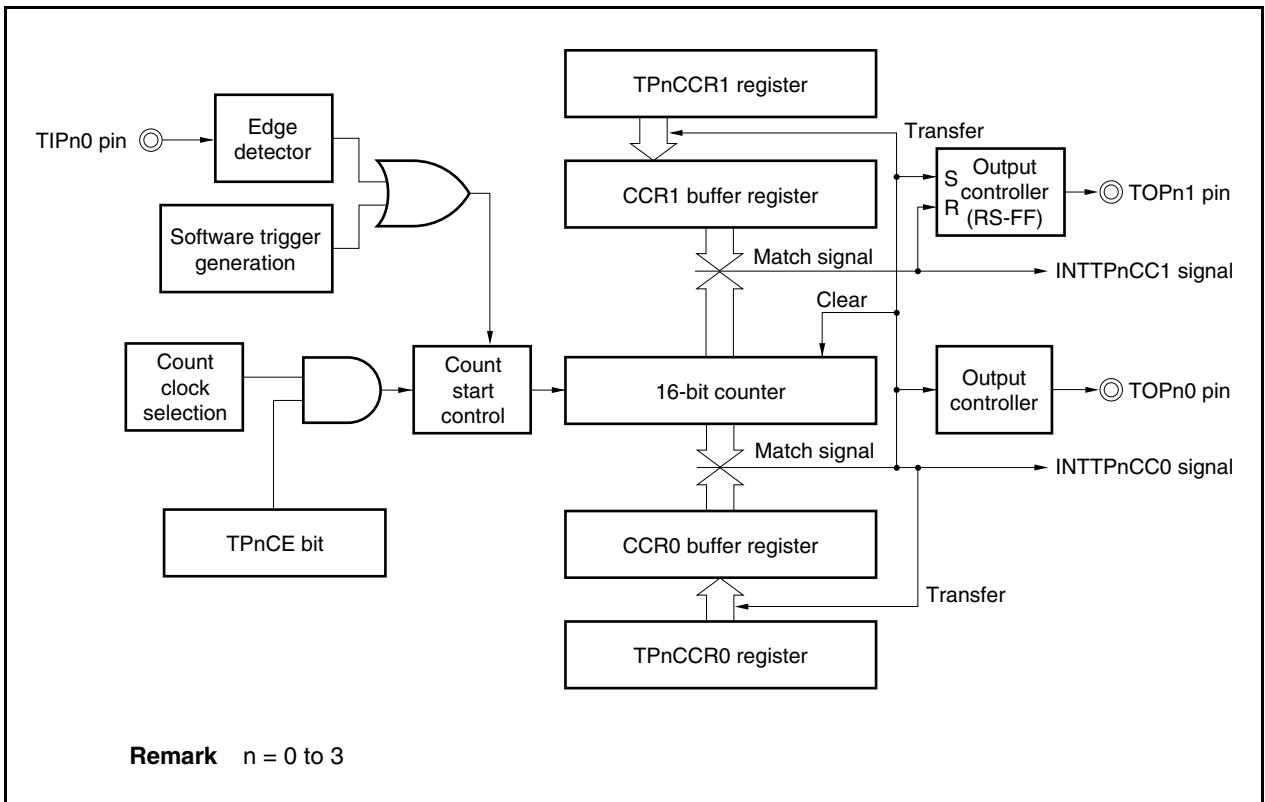 TPnCCR1 register
TIPn0 pin
Edge
detector
Transfer
CCR1 buffer register
S
R
Output
controller
(RS-FF)
TOPn1 pin
Software trigger
generation
Match signal
INTTPnCC1 signal
Clear
Count
clock
selection
Count
start
control
16-bit counter
Output
controller
TOPn0 pin
Match signal
INTTPnCC0 signal
TPnCE bit
CCR0 buffer register
Transfer
TPnCCR0 register
Remark n = 0 to 3